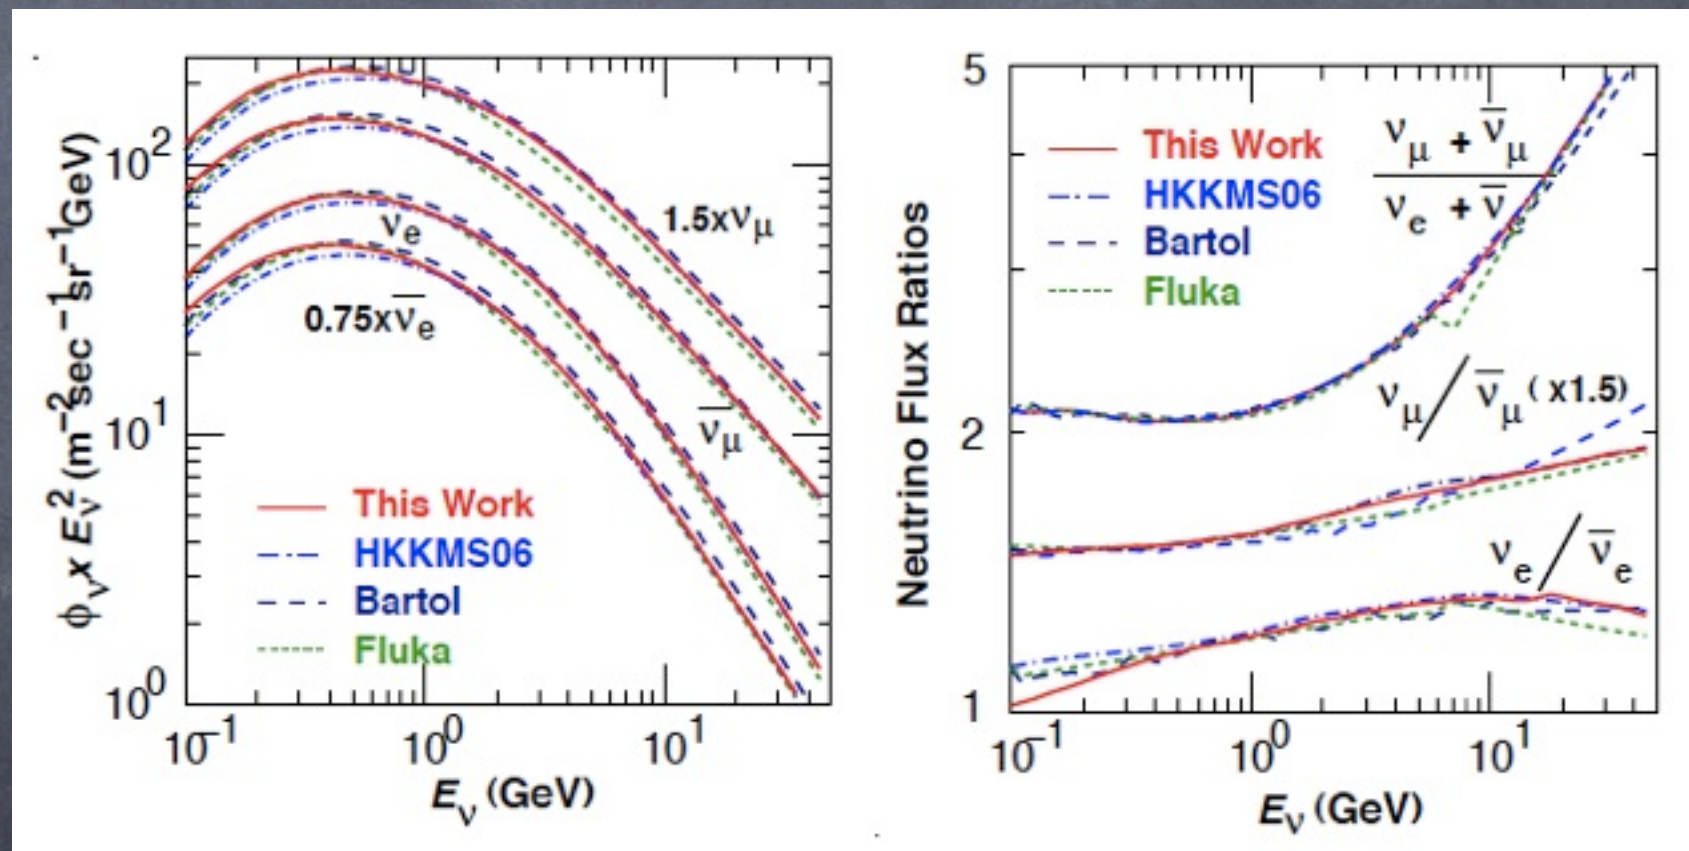 10²
10¹
10⁰
10⁻¹
10⁰
10¹
ϕν x Eν² (m⁻²sec⁻¹sr⁻¹GeV)
Eν (GeV)
1.5xνμ
νe
0.75xν̅e
ν̅μ
This Work
HKKMS06
Bartol
Fluka
5
2
1
10⁻¹
10⁰
10¹
Neutrino Flux Ratios
Eν (GeV)
This Work
HKKMS06
Bartol
Fluka
νμ + ν̅μ
νe + ν̅e
νμ/ν̅μ (x1.5)
νe/ν̅e